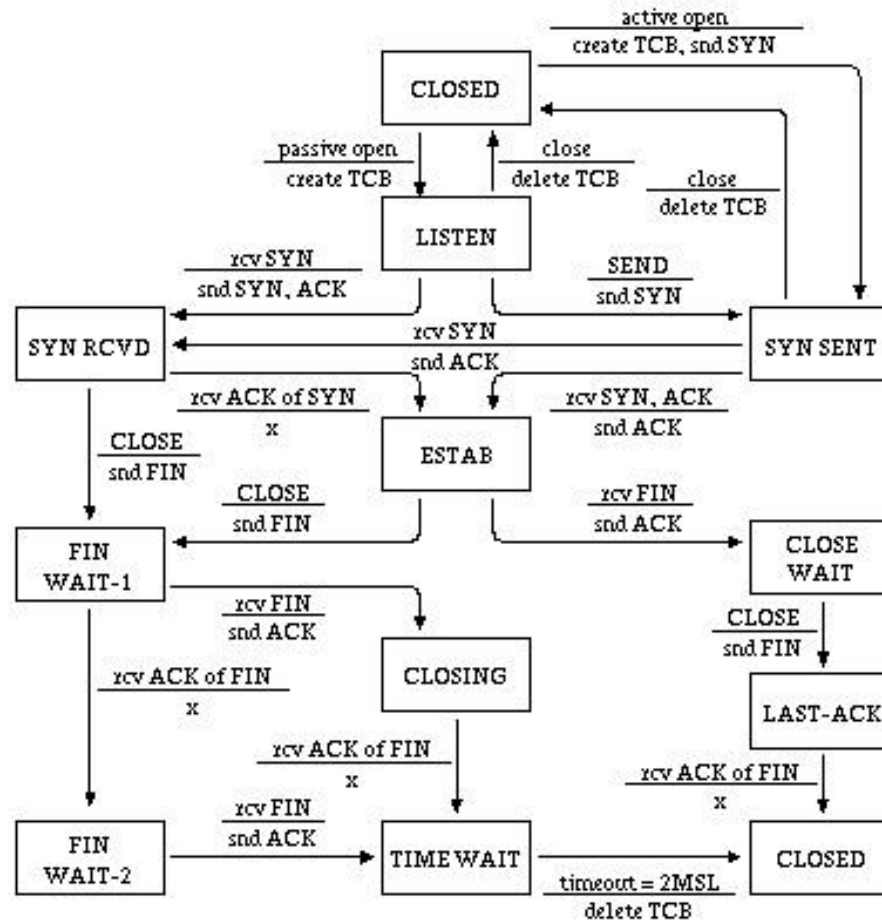 active open
create TCB, snd SYN
CLOSED
passive open
create TCB
close
delete TCB
close
delete TCB
LISTEN
rcv SYN
snd SYN, ACK
SEND
snd SYN
SYN RCVD
rcv SYN
snd ACK
SYN SENT
rcv ACK of SYN
x
rcv SYN, ACK
snd ACK
CLOSE
snd FIN
ESTAB
CLOSE
snd FIN
rcv FIN
snd ACK
FIN
WAIT-1
CLOSE
WAIT
rcv FIN
snd ACK
CLOSE
snd FIN
rcv ACK of FIN
x
CLOSING
LAST-ACK
rcv ACK of FIN
x
rcv ACK of FIN
x
rcv FIN
snd ACK
FIN
WAIT-2
TIME WAIT
timeout = 2MSL
delete TCB
CLOSED